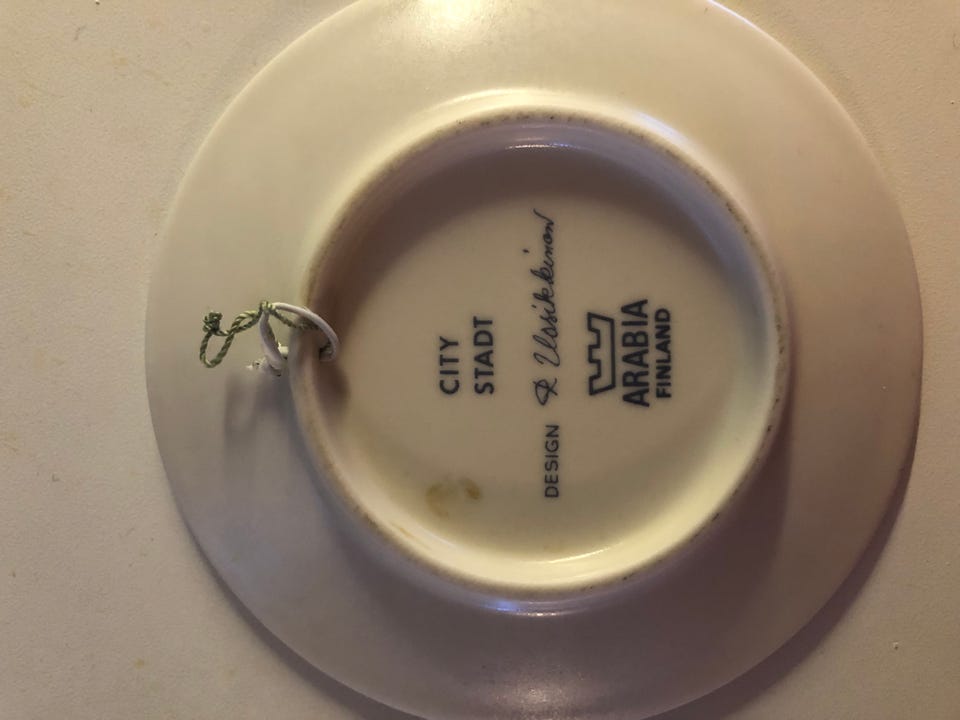 CITY
STADT
DESIGN R Uosikkinen
ARABIA
FINLAND